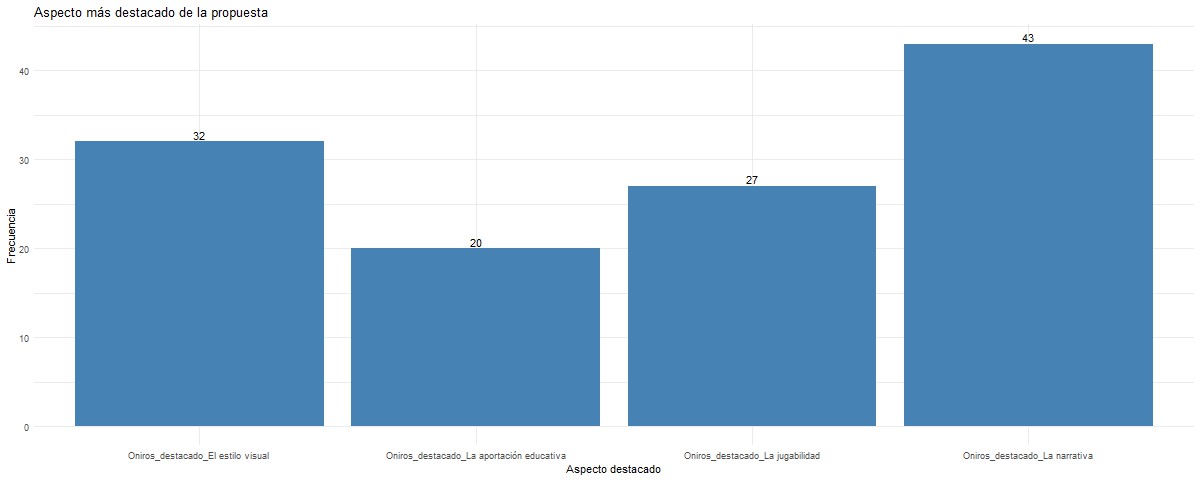 Aspecto más destacado de la propuesta
43
40
32
30
27
20
20
10
0
Frecuencia
Oniros_destacado_El estilo visual
Oniros_destacado_La aportación educativa
Oniros_destacado_La jugabilidad
Oniros_destacado_La narrativa
Aspecto destacado